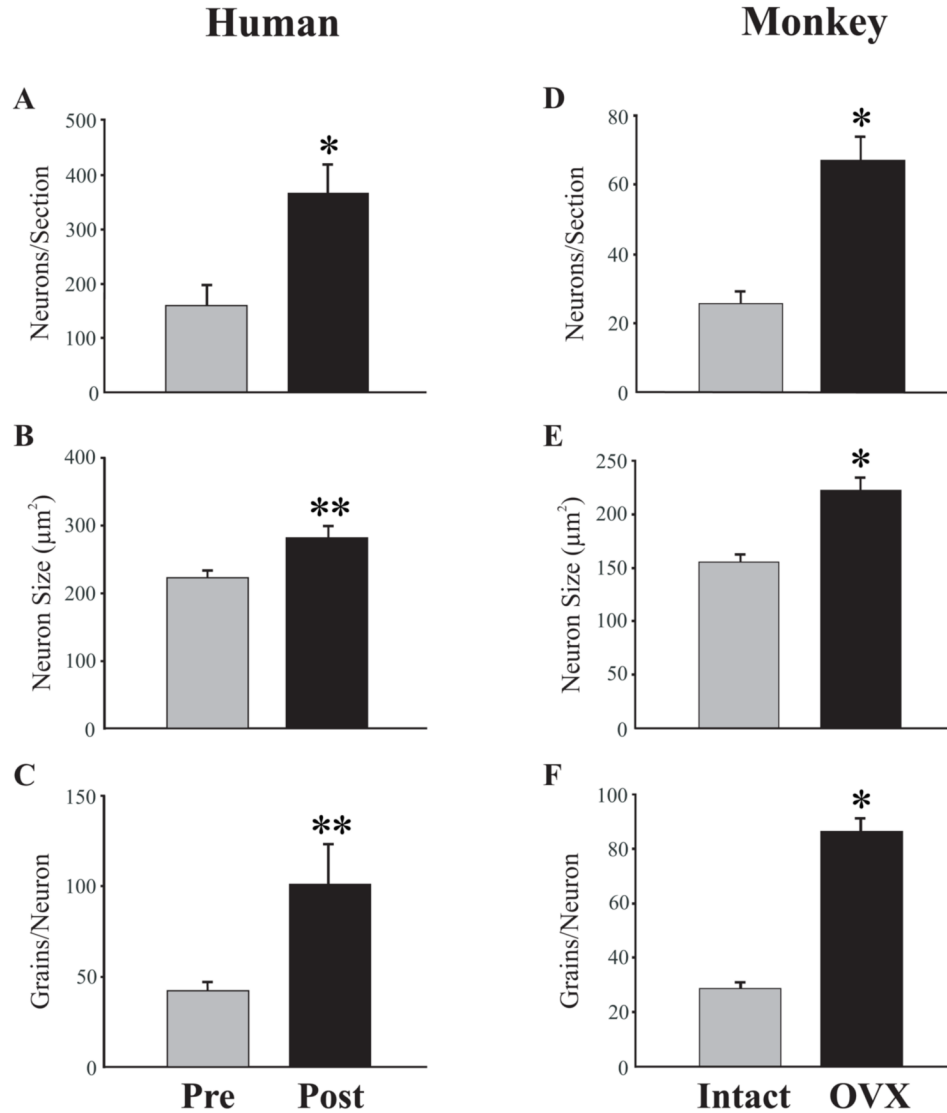 Human
Monkey
A
Neurons/Section
500
400
300
200
100
0
*
D
Neurons/Section
80
60
40
20
0
*
B
Neuron Size (µm²)
400
300
200
100
0
**
E
Neuron Size (µm²)
250
200
150
100
50
0
*
C
Grains/Neuron
150
100
50
0
**
F
Grains/Neuron
100
80
60
40
20
0
*
Pre Post
Intact OVX